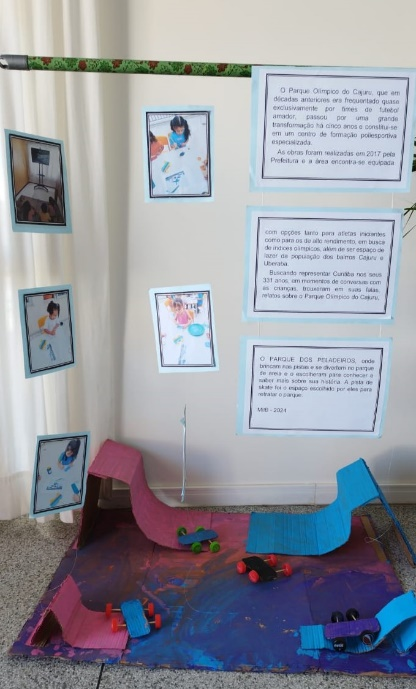 O Parque Olímpico do Cajuru, que em
décadas anteriores era frequentado quase
exclusivamente por times de futebol
amador, passou por uma grande
transformação há cinco anos e constitui-se
em um centro de formação poliesportiva
especializada.
As obras foram realizadas em 2017 pela
Prefeitura e a área encontra-se equipada
com opções tanto para atletas iniciantes
como para os de alto rendimento, em busca
de índices olímpicos, além de ser espaço de
lazer da população dos bairros Cajuru e
Uberaba.
Buscando representar Curitiba nos seus
331 anos, em momentos de conversas com
as crianças, trouxeram em suas falas,
relatos sobre o Parque Olímpico do Cajuru,
O PARQUE DOS PELADEIROS, onde
brincam nas pistas e se divertem no parque
de areia e o escolheram para conhecer e
saber mais sobre sua história. A pista de
skate foi o espaço escolhido por eles para
retratar o parque.
MIIB - 2024